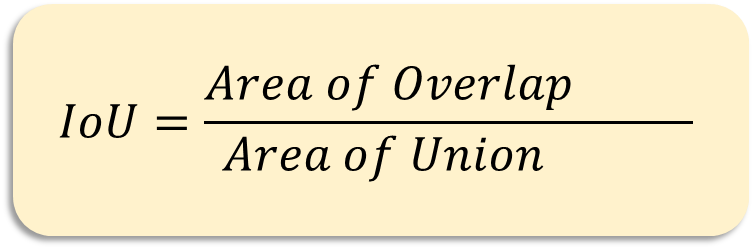 Area of Overlap
IoU =
Area of Union